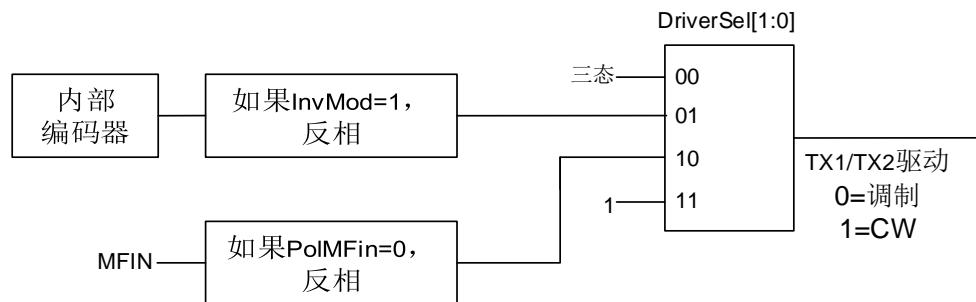 DriverSel[1:0]
三态
00
内部
编码器
如果InvMod=1，
反相
01
10
1
11
TX1/TX2驱动
0=调制
1=CW
MFIN
如果PolMFin=0，
反相